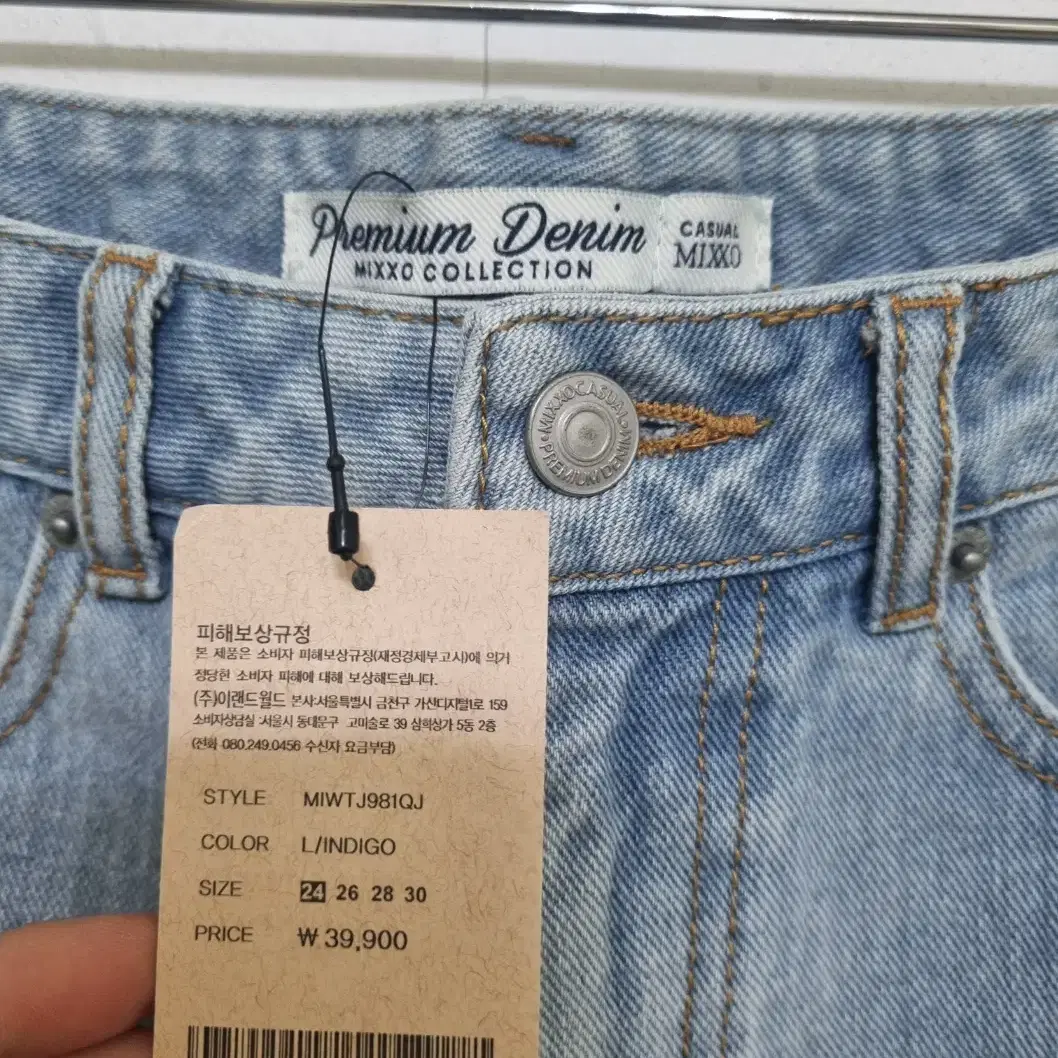 Premium Denim
MIXXO COLLECTION
CASUAL
MIXXO
MIXXOCASUAL
PREMIUM DENIM
피해보상규정
본 제품은 소비자 피해보상규정(재정경제부고시)에 의거
정당한 소비자 피해에 대해 보상해드립니다.
(주)이랜드월드 본사:서울특별시 금천구 가산디지털1로 159
소비자상담실 :서울시 동대문구 고미술로 39 삼희상가 5동 2층
(전화 080.249.0456 수신자 요금부담)
STYLE MIWTJ981QJ
COLOR L/INDIGO
SIZE 24 26 28 30
PRICE ₩ 39,900